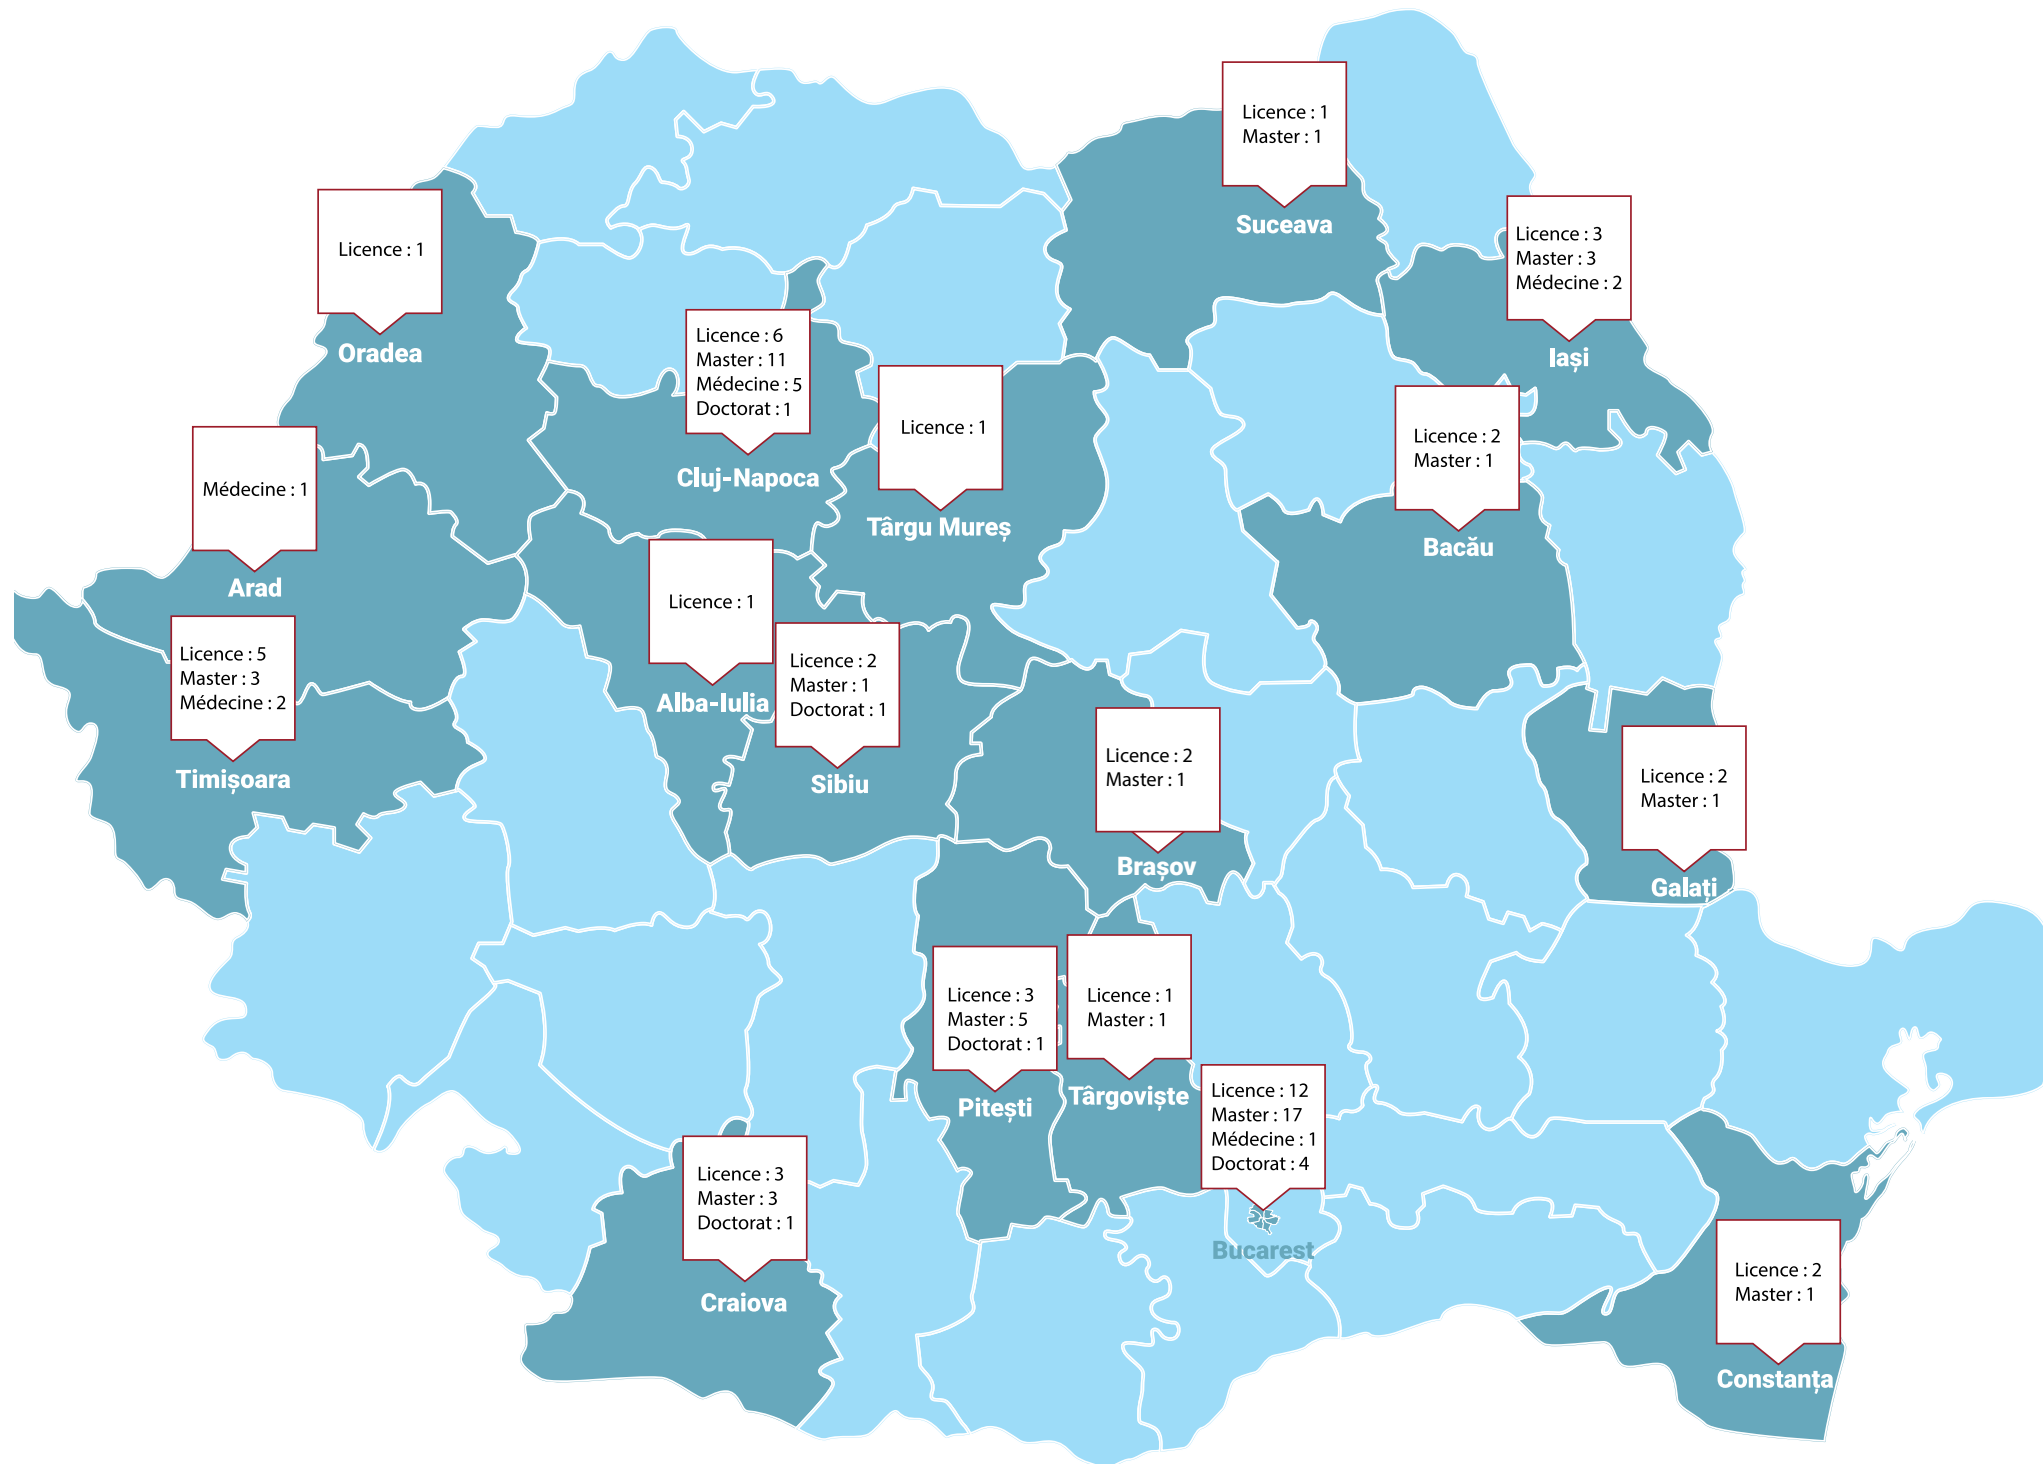 Licence : 1
Master : 1
Suceava
Licence : 1
Oradea
Licence : 3
Master : 3
Médecine : 2
Iași
Licence : 6
Master : 11
Médecine : 5
Doctorat : 1
Cluj-Napoca
Licence : 1
Târgu Mureș
Licence : 2
Master : 1
Bacău
Médecine : 1
Arad
Licence : 1
Alba-Iulia
Licence : 5
Master : 3
Médecine : 2
Timișoara
Licence : 2
Master : 1
Doctorat : 1
Sibiu
Licence : 2
Master : 1
Brașov
Licence : 2
Master : 1
Galați
Licence : 3
Master : 5
Doctorat : 1
Pitești
Licence : 1
Master : 1
Târgoviște
Licence : 12
Master : 17
Médecine : 1
Doctorat : 4
Bucarest
Licence : 3
Master : 3
Doctorat : 1
Craiova
Licence : 2
Master : 1
Constanța